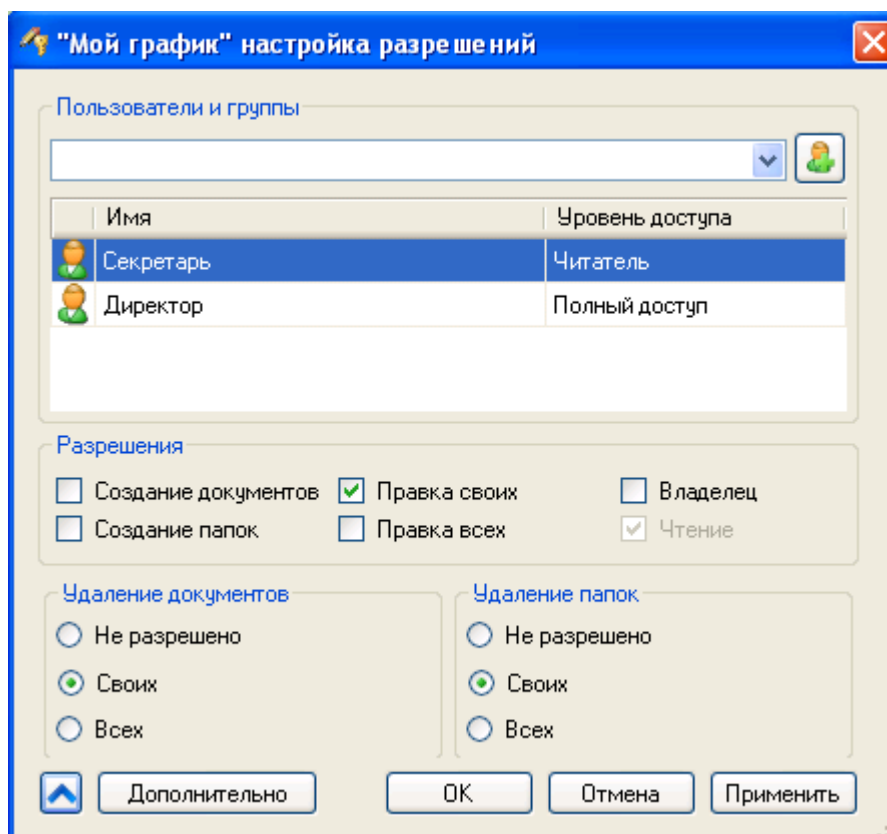 "Мой график" настройка разрешений
Пользователи и группы
Имя Уровень доступа
Секретарь Читатель
Директор Полный доступ
Разрешения
Создание документов Правка своих Владелец
Создание папок Правка всех Чтение
Удаление документов Удаление папок
Не разрешено Не разрешено
Своих Своих
Всех Всех
Дополнительно OK Отмена Применить